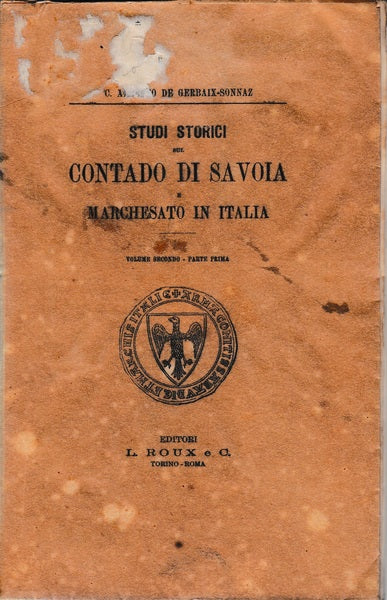 C. A DE GERBAIX-SONNAZ
STUDI STORICI
SUL
CONTADO DI SAVOIA
E
MARCHESATO IN ITALIA
VOLUME SECONDO - PARTE PRIMA
EDITORI
L. ROUX e C.
TORINO - ROMA